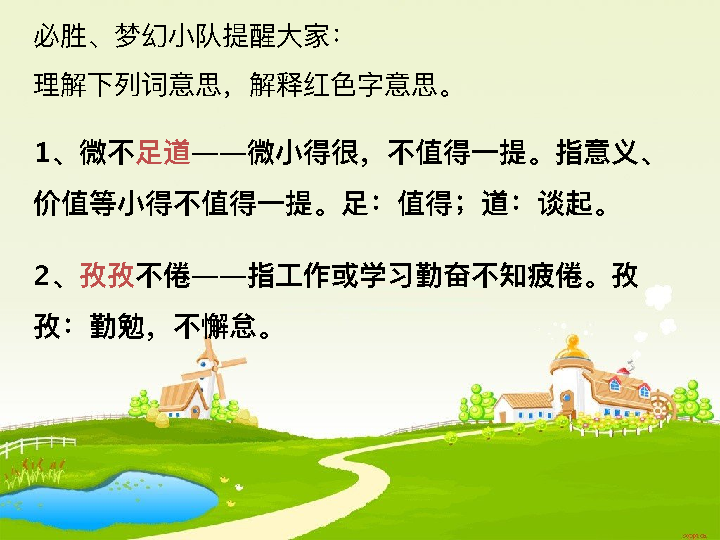 必胜、梦幻小队提醒大家：
理解下列词意思，解释红色字意思。
1、微不足道——微小得很，不值得一提。指意义、
价值等小得不值得一提。足：值得；道：谈起。
2、孜孜不倦——指工作或学习勤奋不知疲倦。孜
孜：勤勉，不懈怠。